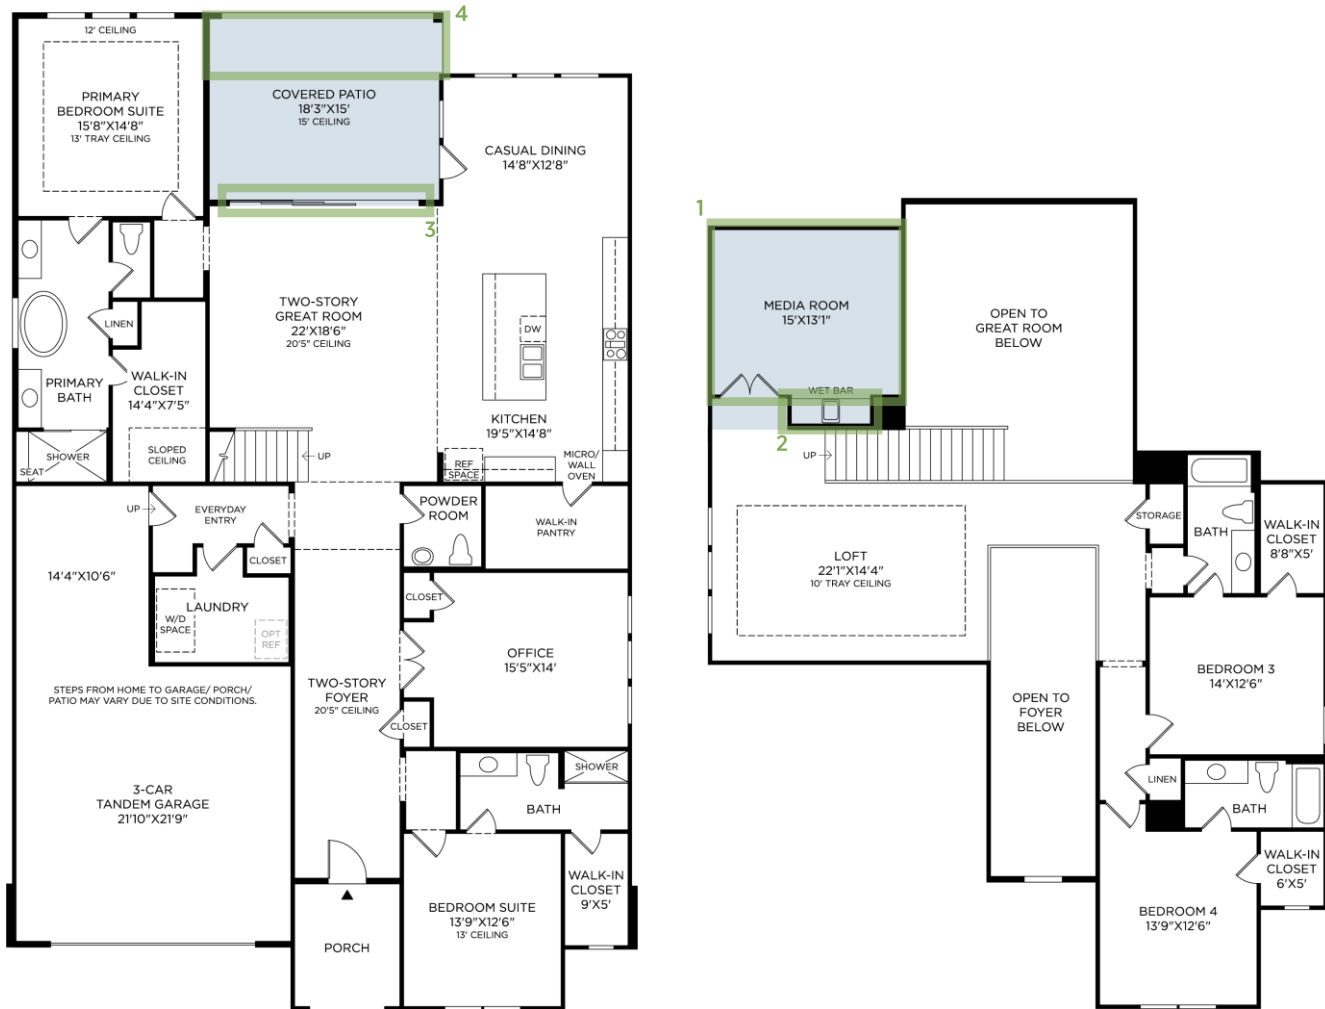 4
12' CEILING
PRIMARY
BEDROOM SUITE
15'8"X14'8"
13' TRAY CEILING
COVERED PATIO
18'3"X15'
15' CEILING
CASUAL DINING
14'8"X12'8"
3
TWO-STORY
GREAT ROOM
22'X18'6"
20'5" CEILING
LINEN
DW
PRIMARY
BATH
WALK-IN
CLOSET
14'4"X7'5"
KITCHEN
19'5"X14'8"
SLOPED
CEILING
SHOWER
SEAT
UP
REF
SPACE
MICRO/
WALL
OVEN
UP
EVERYDAY
ENTRY
POWDER
ROOM
WALK-IN
PANTRY
CLOSET
14'4"X10'6"
LAUNDRY
W/D
SPACE
OPT
REF
CLOSET
OFFICE
15'5"X14'
STEPS FROM HOME TO GARAGE/ PORCH/
PATIO MAY VARY DUE TO SITE CONDITIONS.
TWO-STORY
FOYER
20'5" CEILING
CLOSET
3-CAR
TANDEM GARAGE
21'10"X21'9"
SHOWER
BATH
WALK-IN
CLOSET
9'X5'
BEDROOM SUITE
13'9"X12'6"
13' CEILING
PORCH
1
MEDIA ROOM
15'X13'1"
OPEN TO
GREAT ROOM
BELOW
WET BAR
2
UP
STORAGE
BATH
WALK-IN
CLOSET
8'8"X5'
LOFT
22'1"X14'4"
10' TRAY CEILING
BEDROOM 3
14'X12'6"
OPEN TO
FOYER
BELOW
LINEN
BATH
WALK-IN
CLOSET
6'X5'
BEDROOM 4
13'9"X12'6"